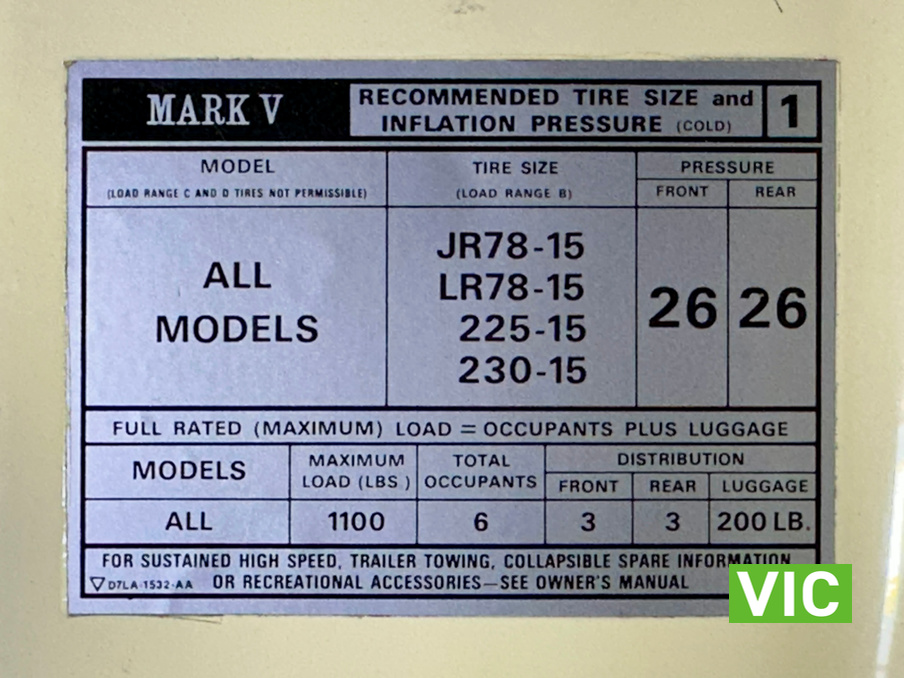 MARK V
RECOMMENDED TIRE SIZE and
INFLATION PRESSURE (COLD)
1
MODEL
(LOAD RANGE C AND D TIRES NOT PERMISSIBLE)
TIRE SIZE
(LOAD RANGE B)
PRESSURE
FRONT REAR
ALL
MODELS
JR78-15
LR78-15
225-15
230-15
26 26
FULL RATED (MAXIMUM) LOAD = OCCUPANTS PLUS LUGGAGE
MODELS
MAXIMUM
LOAD (LBS.)
TOTAL
OCCUPANTS
DISTRIBUTION
FRONT REAR LUGGAGE
ALL 1100 6 3 3 200 LB.
FOR SUSTAINED HIGH SPEED, TRAILER TOWING, COLLAPSIBLE SPARE INFORMATION
D7LA-1532-AA OR RECREATIONAL ACCESSORIES—SEE OWNER'S MANUAL
VIC